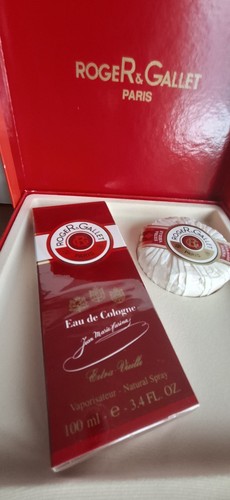 ROGER&GALLET
PARIS
ROGER&GALLET
Eau de Cologne
Jean Marie Farina
Extra Vieille
Vaporisateur - Natural Spray
100 ml - e - 3.4 FL. OZ.
ROGER&GALLET